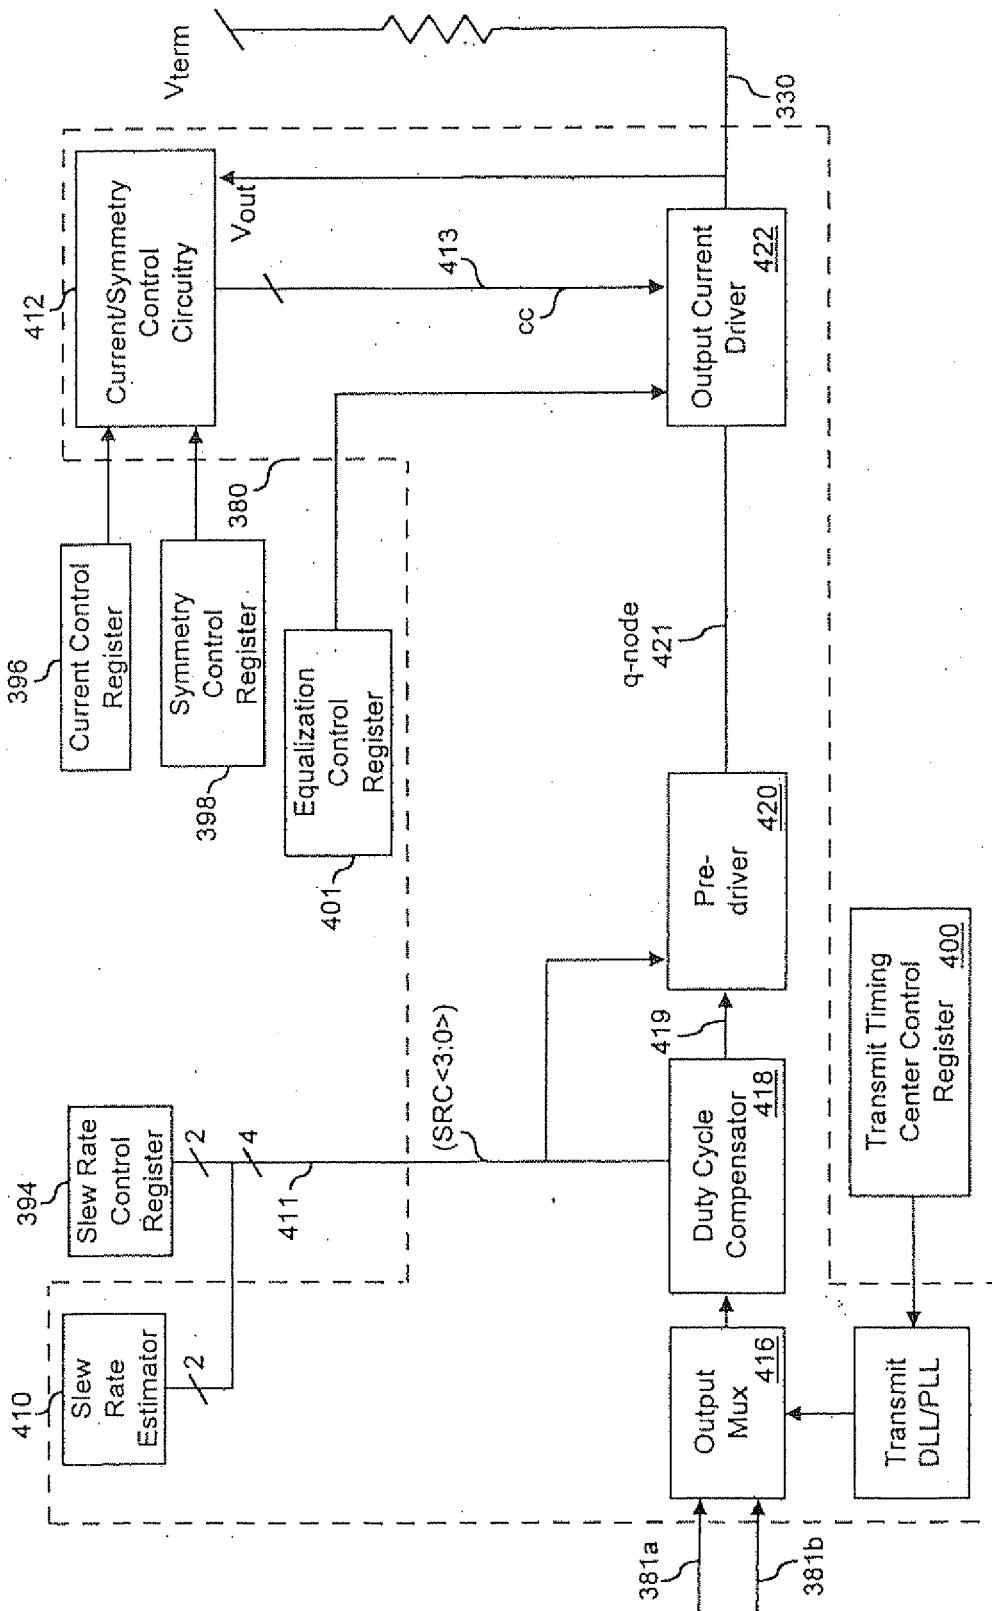 410
Slew
Rate
Estimator
2
394
Slew Rate
Control
Register
2
4
411
(SRC<3:0>)
396
Current Control
Register
Symmetry
Control
Register
398
Equalization
Control
Register
401
380
412
Current/Symmetry
Control
Circuitry
Vout
413
cc
Vterm
330
381a
381b
Output
Mux
416
Duty Cycle
Compensator
418
419
Pre-
driver
420
q-node
421
Output Current
Driver
422
Transmit
DLL/PLL
Transmit Timing
Center Control
Register
400